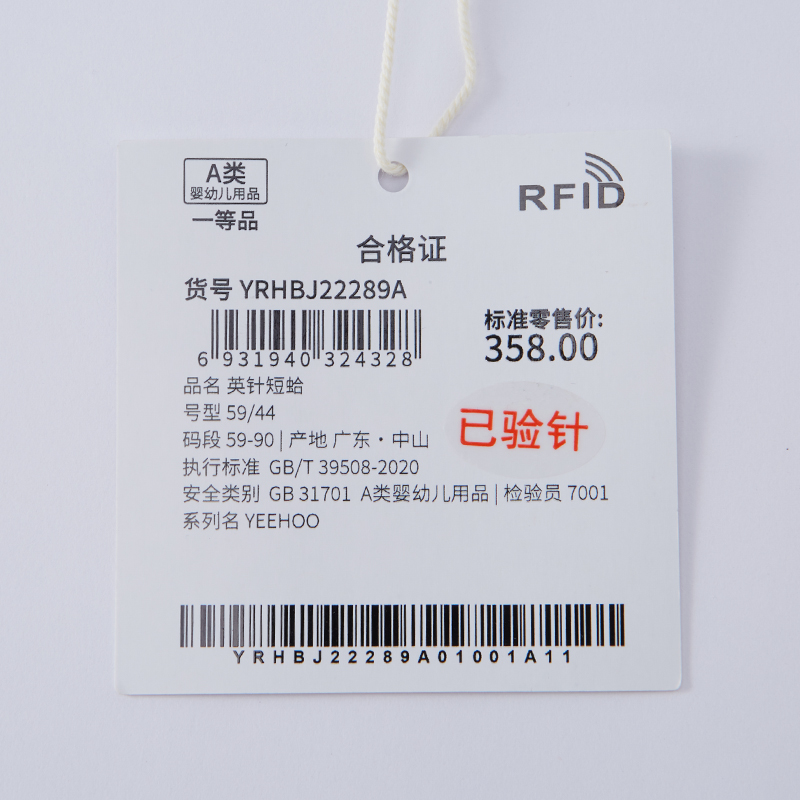 A类
婴幼儿用品
一等品
RFID
合格证
货号 YRHBJ22289A
6 931940 324328
标准零售价:
358.00
品名 英针短蛤
号型 59/44
码段 59-90 | 产地 广东·中山
已验针
执行标准 GB/T 39508-2020
安全类别 GB 31701 A类婴幼儿用品 | 检验员 7001
系列名 YEEHOO
YRHBJ22289A01001A11